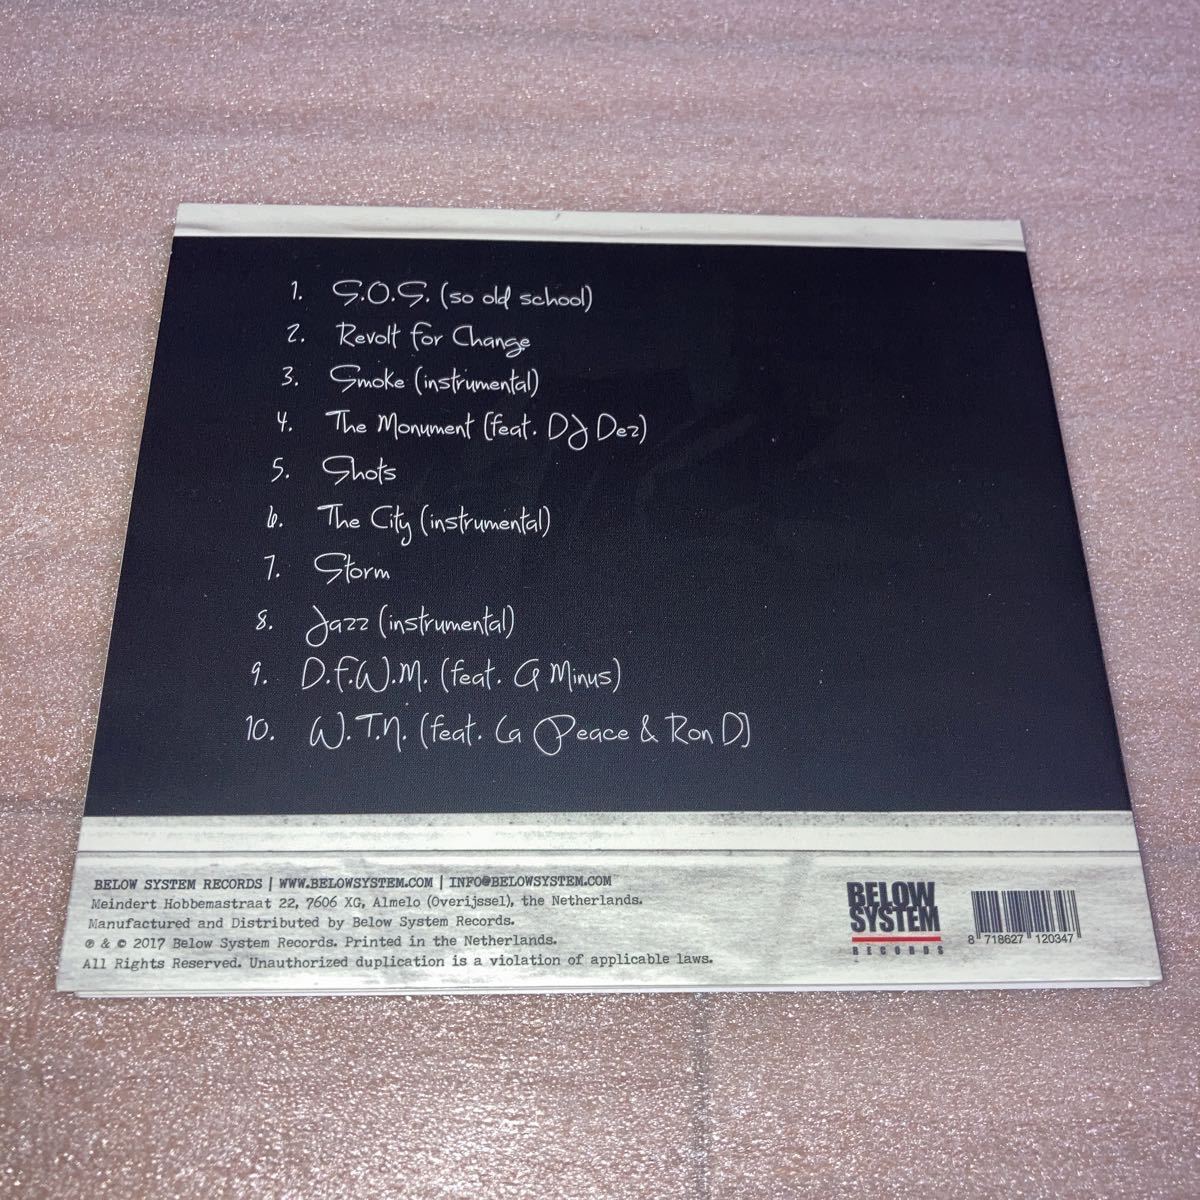 1. S.O.S. (so old school)
2. Revolt for Change
3. Smoke (instrumental)
4. The Monument (feat. DJ Dez)
5. Shots
6. The City (instrumental)
7. Storm
8. Jazz (instrumental)
9. D.F.W.M. (feat. G Minus)
10. W.T.N. (feat. La Peace & Ron D)
BELOW SYSTEM RECORDS | WWW.BELOWSYSTEM.COM | INFO@BELOWSYSTEM.COM
Meindert Hobbemastraat 22, 7606 XG, Almelo (Overijssel), the Netherlands.
Manufactured and Distributed by Below System Records.
℗ & © 2017 Below System Records. Printed in the Netherlands.
All Rights Reserved. Unauthorized duplication is a violation of applicable laws.
BELOW
SYSTEM
RECORDS
8 718627 120347